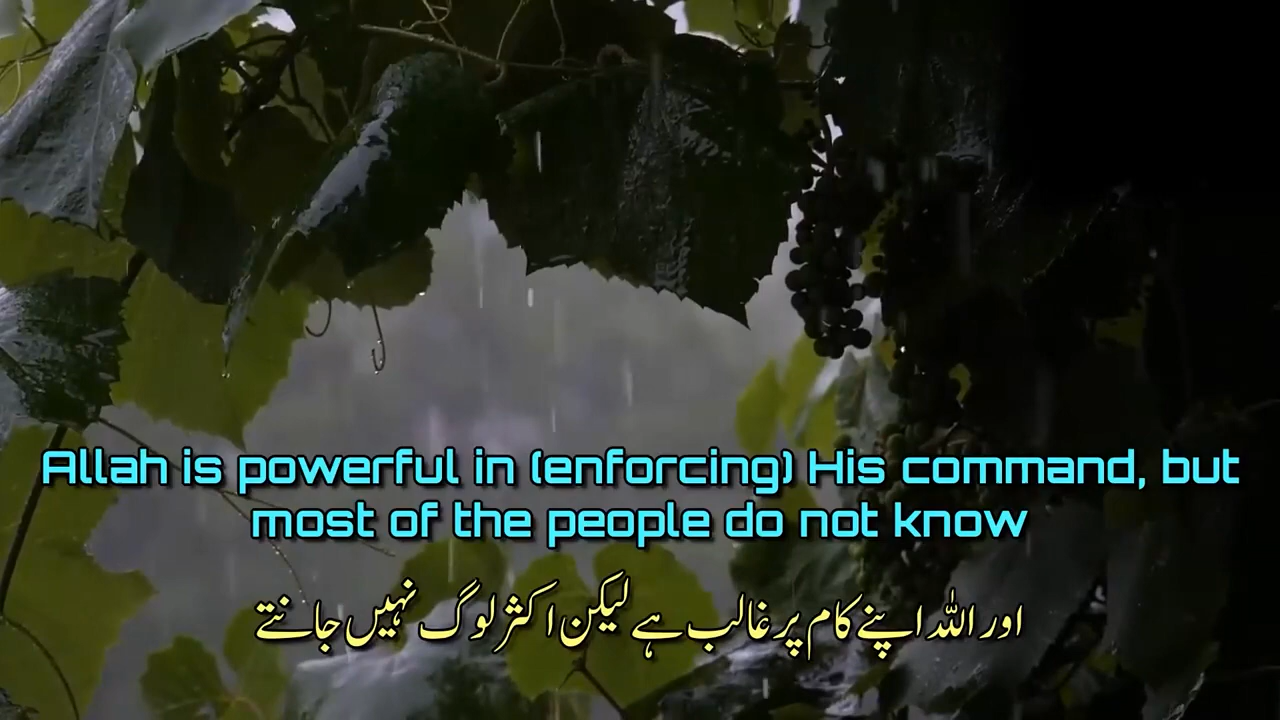 Allah is powerful in (enforcing) His command, but
most of the people do not know
اور اللہ اپنے کام پر غالب ہے لیکن اکثر لوگ نہیں جانتے